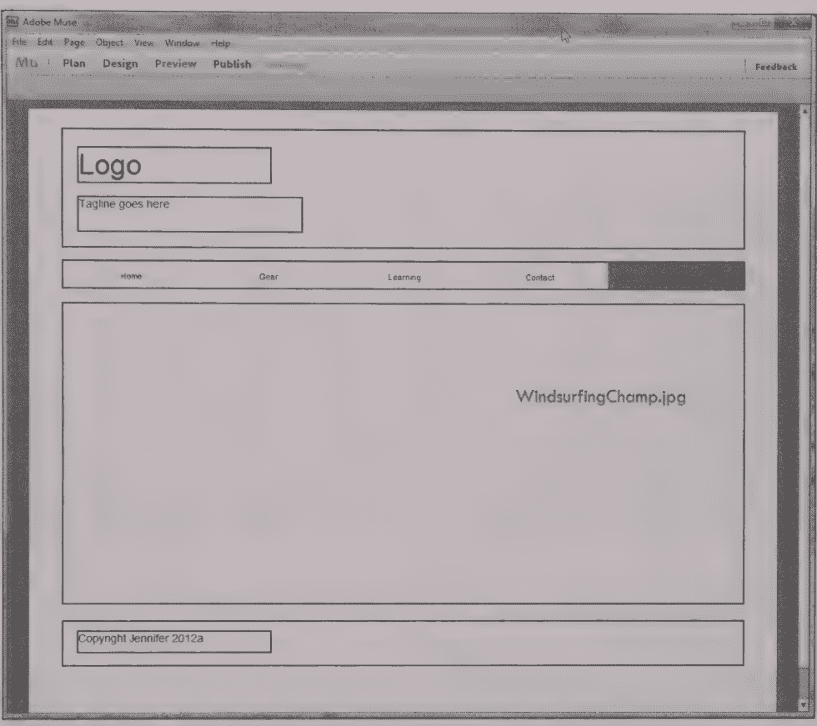 Adobe Muse
File Edit Page Object View Window Help
Mu Plan Design Preview Publish Feedback
Logo
Tagline goes here
Home Gear Learning Contact
WindsurfingChamp.jpg
Copyright Jennifer 2012a